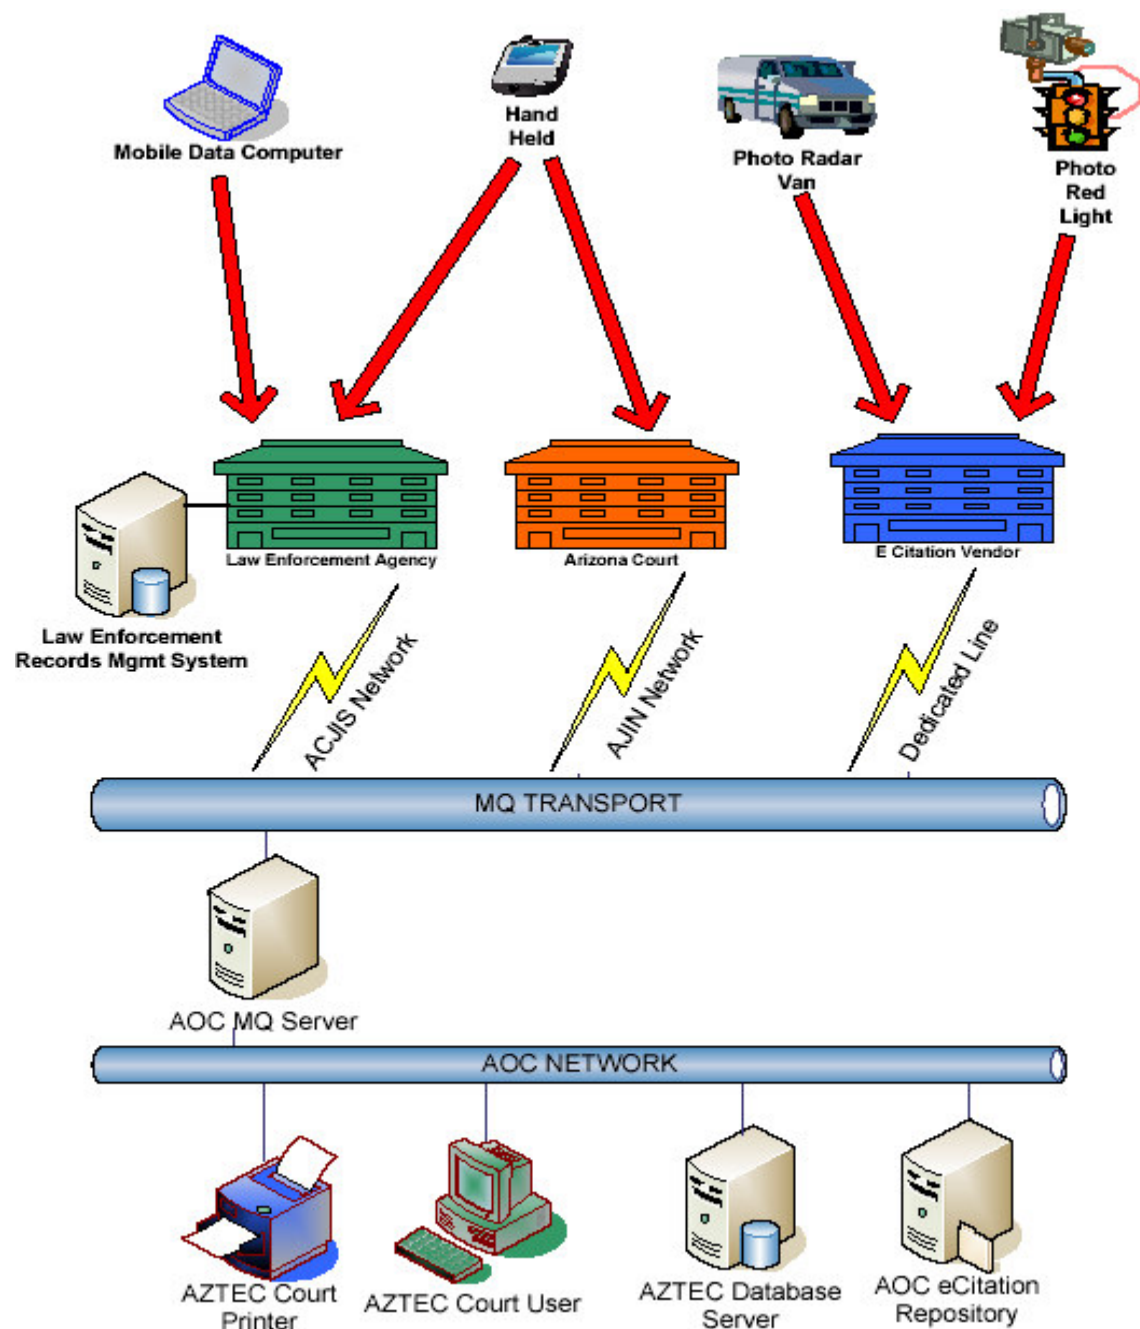 Mobile Data Computer
Hand
Held
Photo Radar
Van
Photo
Red
Light
Law Enforcement Agency
Arizona Court
E Citation Vendor
Law Enforcement
Records Mgmt System
ACJIS Network
AJIN Network
Dedicated Line
MQ TRANSPORT
AOC MQ Server
AOC NETWORK
AZTEC Court
Printer
AZTEC Court User
AZTEC Database
Server
AOC eCitation
Repository